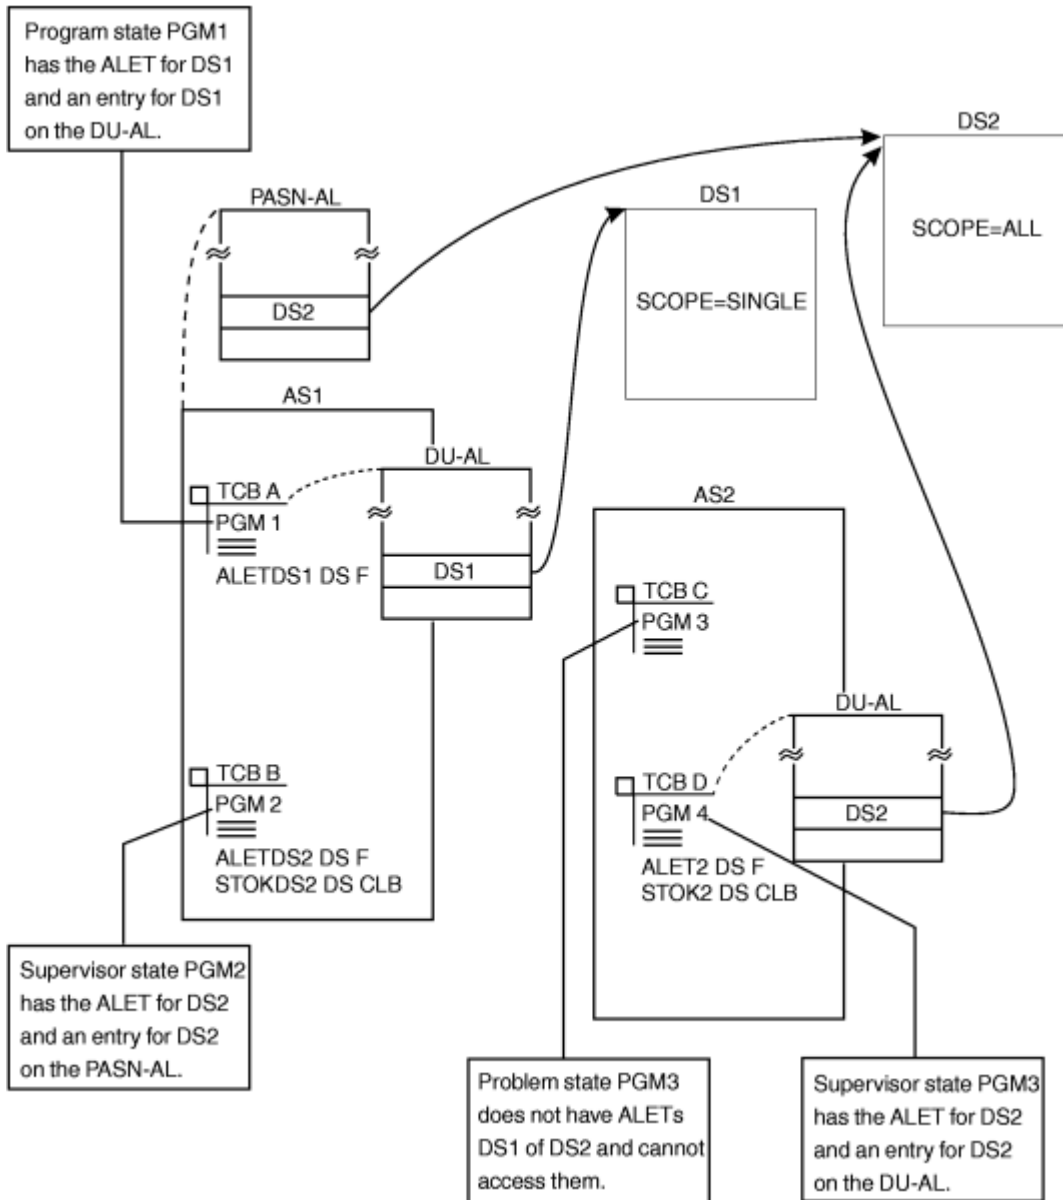 Program state PGM1
has the ALET for DS1
and an entry for DS1
on the DU-AL.
DS2
SCOPE=ALL
PASN-AL
DS2
DS1
SCOPE=SINGLE
AS1
TCB A
PGM 1
ALETDS1 DS F
DU-AL
DS1
TCB B
PGM 2
ALETDS2 DS F
STOKDS2 DS CLB
AS2
TCB C
PGM 3
DU-AL
DS2
TCB D
PGM 4
ALET2 DS F
STOK2 DS CLB
Supervisor state PGM2
has the ALET for DS2
and an entry for DS2
on the PASN-AL.
Problem state PGM3
does not have ALETs
DS1 of DS2 and cannot
access them.
Supervisor state PGM3
has the ALET for DS2
and an entry for DS2
on the DU-AL.